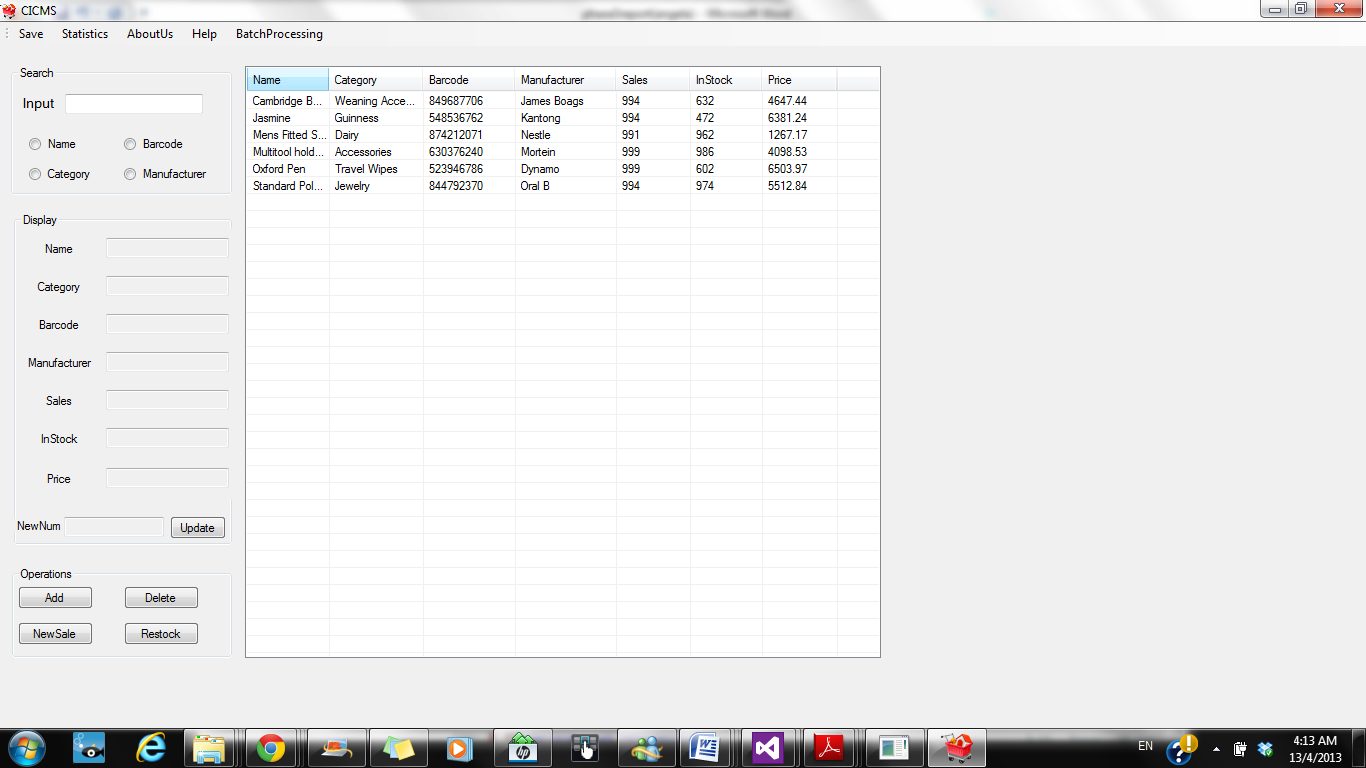 CICMS
Save Statistics AboutUs Help BatchProcessing
Search
Input
Name Barcode
Category Manufacturer
Display
Name
Category
Barcode
Manufacturer
Sales
InStock
Price
NewNum Update
Operations
Add Delete
NewSale Restock
Name Category Barcode Manufacturer Sales InStock Price
Cambridge B... Weaning Acce... 849687706 James Boags 994 632 4647.44
Jasmine Guinness 548536762 Kantong 994 472 6381.24
Mens Fitted S... Dairy 874212071 Nestle 991 962 1267.17
Multitool hold... Accessories 630376240 Mortein 999 986 4098.53
Oxford Pen Travel Wipes 523946786 Dynamo 999 602 6503.97
Standard Pol... Jewelry 844792370 Oral B 994 974 5512.84
hp
EN
4:13 AM
13/4/2013